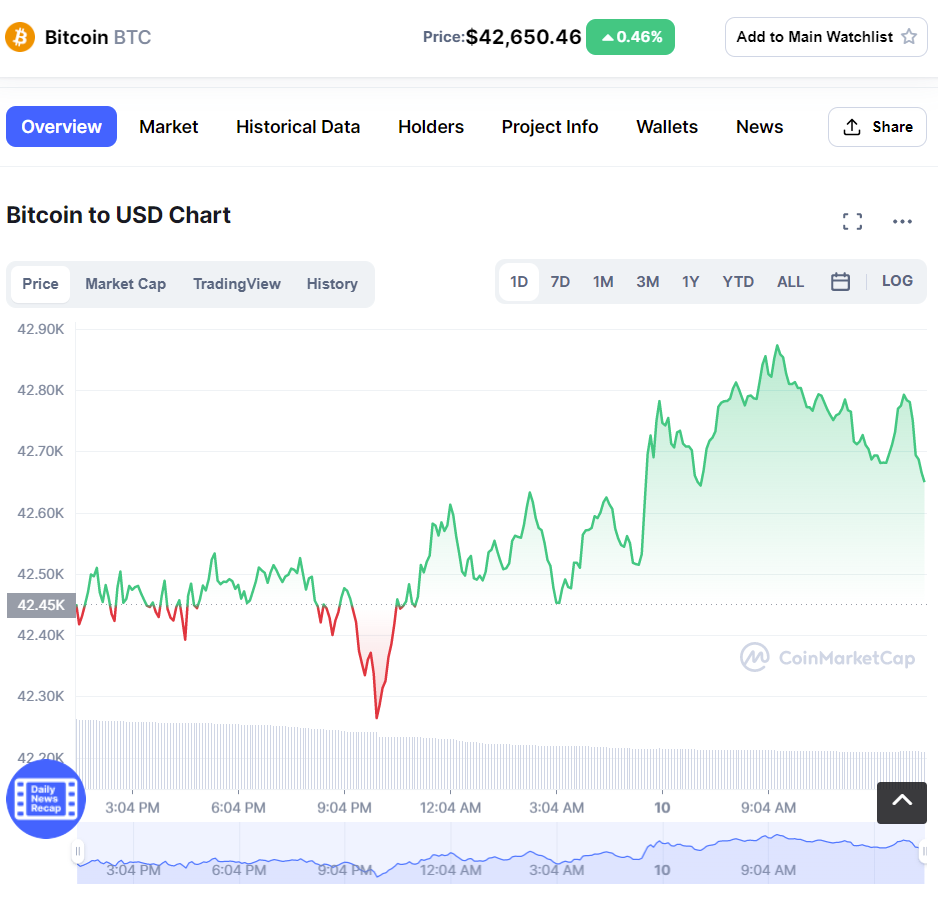 Bitcoin BTC Price:$42,650.46 0.46% Add to Main Watchlist
Overview Market Historical Data Holders Project Info Wallets News Share
Bitcoin to USD Chart
Price Market Cap TradingView History 1D 7D 1M 3M 1Y YTD ALL LOG
42.90K
42.80K
42.70K
42.60K
42.50K
42.45K
42.40K
CoinMarketCap
42.30K
42.20K
Daily
News
Recap
3:04 PM 6:04 PM 9:04 PM 12:04 AM 3:04 AM 10 9:04 AM
3:04 PM 6:04 PM 9:04 PM 12:04 AM 3:04 AM 10 9:04 AM